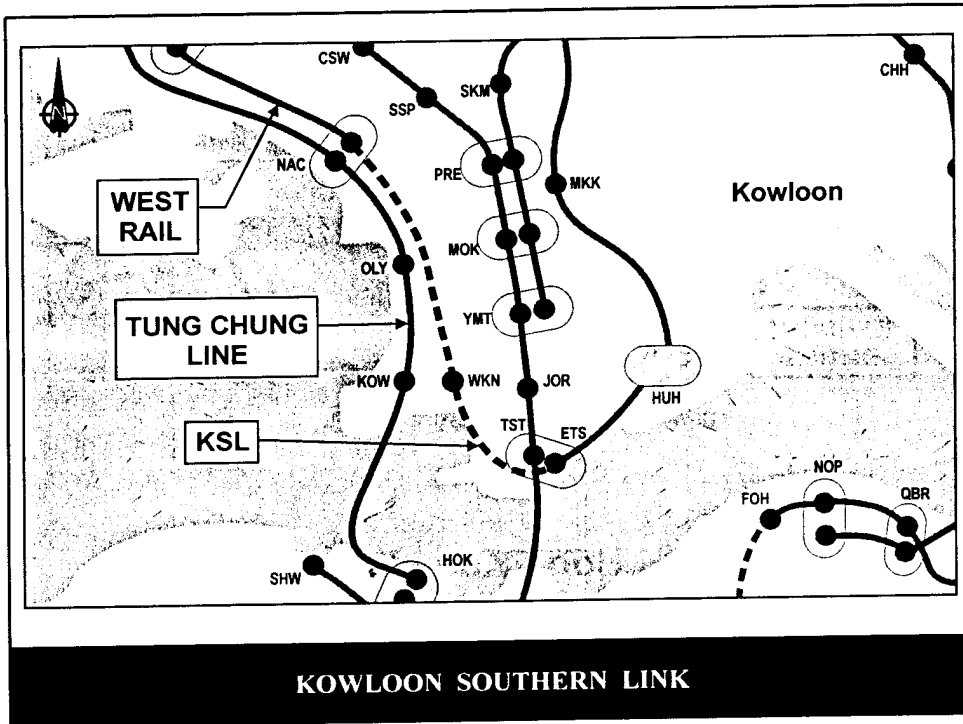 CSW
SKM
CHH
N
SSP
NAC
PRE
MKK
Kowloon
WEST
RAIL
MOK
OLY
TUNG CHUNG
LINE
YMT
KOW
WKN
JOR
HUH
KSL
TST
ETS
NOP
FOH
QBR
HOK
SHW
KOWLOON SOUTHERN LINK